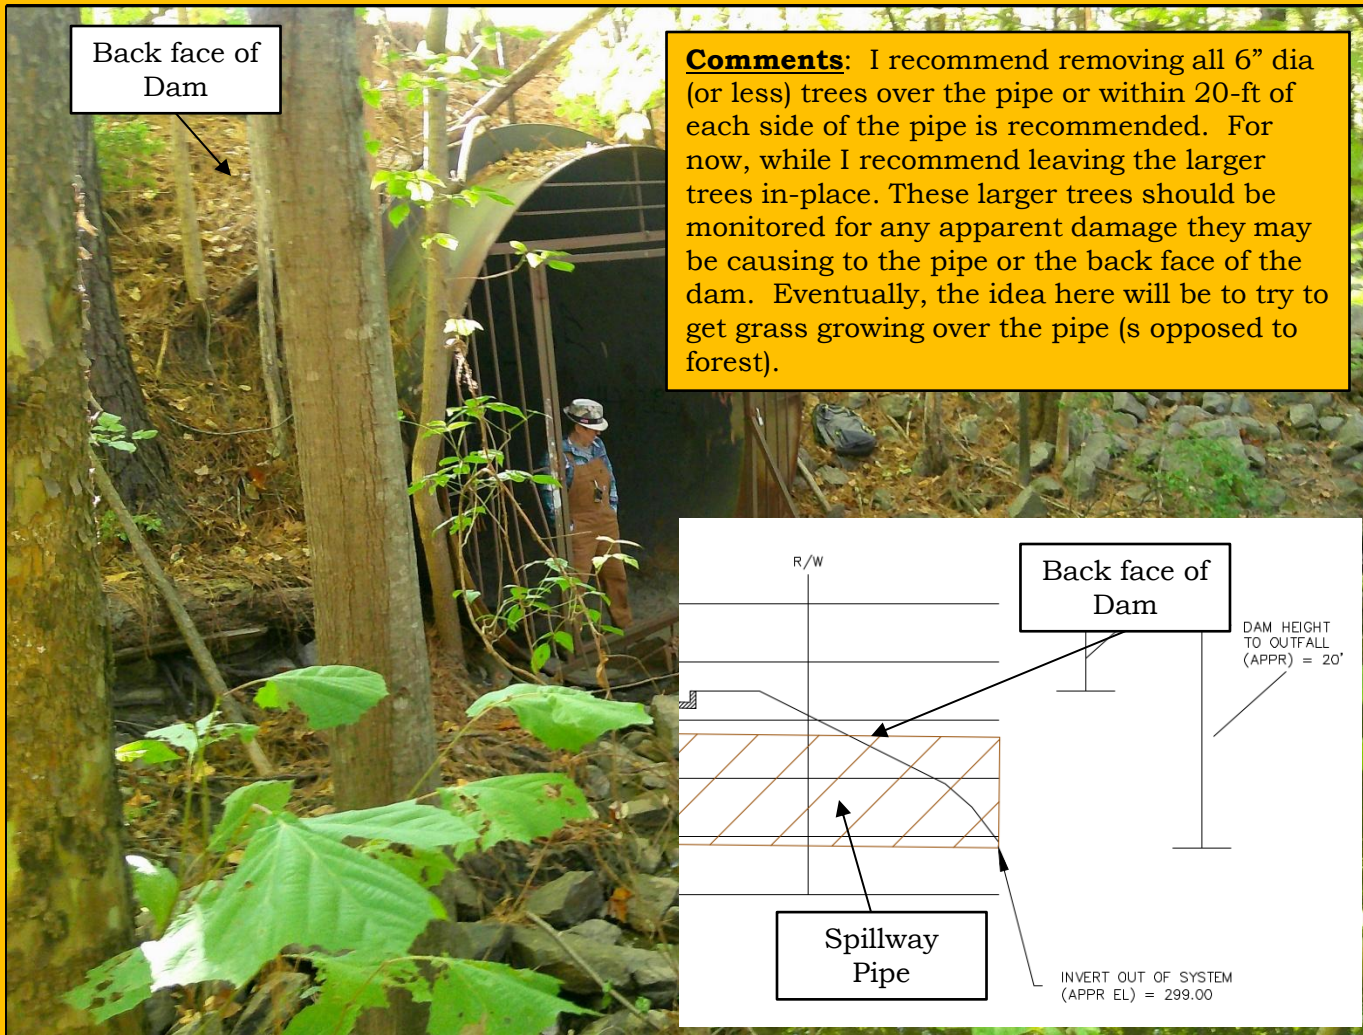 Back face of
Dam
Comments: I recommend removing all 6” dia
(or less) trees over the pipe or within 20-ft of
each side of the pipe is recommended. For
now, while I recommend leaving the larger
trees in-place. These larger trees should be
monitored for any apparent damage they may
be causing to the pipe or the back face of the
dam. Eventually, the idea here will be to try to
get grass growing over the pipe (s opposed to
forest).
R/W
Back face of
Dam
DAM HEIGHT
TO OUTFALL
(APPR) = 20'
Spillway
Pipe
INVERT OUT OF SYSTEM
(APPR EL) = 299.00